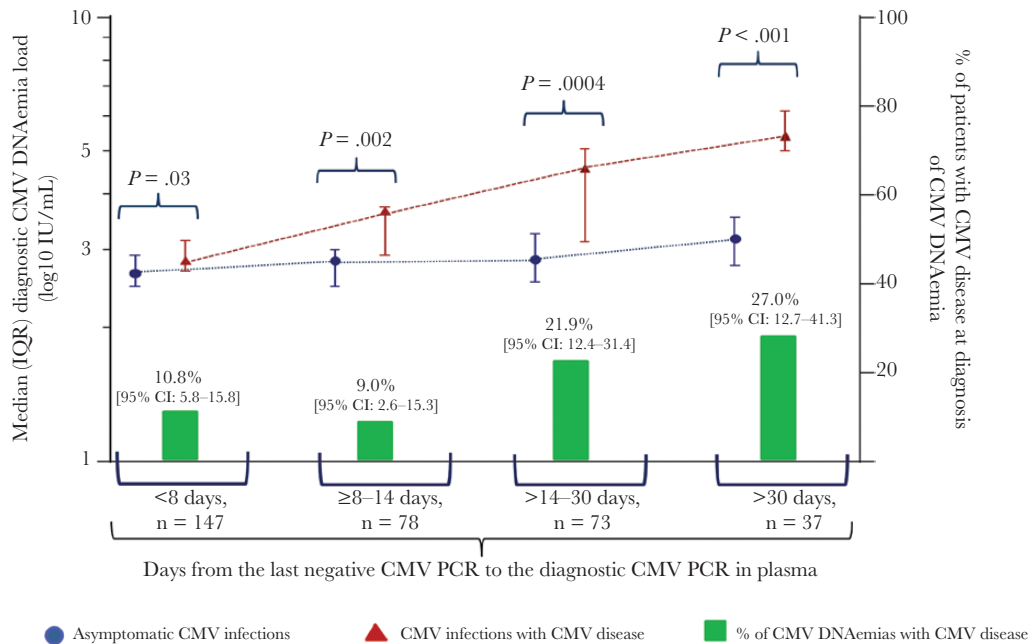 Median (IQR) diagnostic CMV DNAemia load
(log10 IU/mL)
10
5
3
1
100
80
60
40
20
00
% of patients with CMV disease at diagnosis
of CMV DNAemia
P = .03
P = .002
P = .0004
P < .001
10.8%
[95% CI: 5.8–15.8]
9.0%
[95% CI: 2.6–15.3]
21.9%
[95% CI: 12.4–31.4]
27.0%
[95% CI: 12.7–41.3]
<8 days,
n = 147
≥8–14 days,
n = 78
>14–30 days,
n = 73
>30 days,
n = 37
Days from the last negative CMV PCR to the diagnostic CMV PCR in plasma
Asymptomatic CMV infections
CMV infections with CMV disease
% of CMV DNAemias with CMV disease